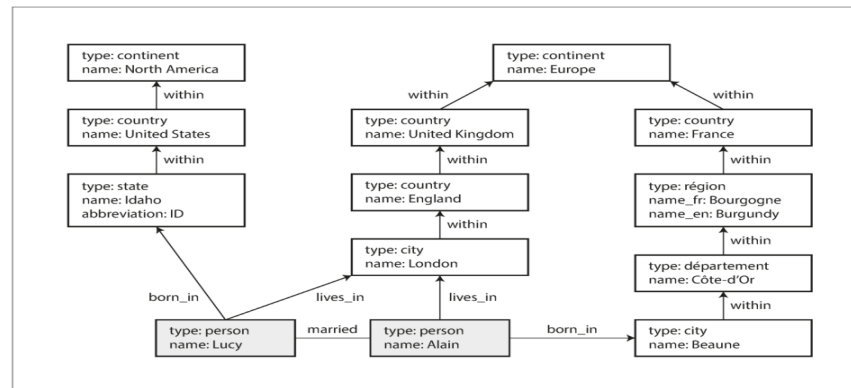 type: continent
name: North America
type: continent
name: Europe
within
within
within
type: country
name: United States
type: country
name: United Kingdom
type: country
name: France
within
within
within
type: state
name: Idaho
abbreviation: ID
type: country
name: England
type: région
name_fr: Bourgogne
name_en: Burgundy
within
within
type: city
name: London
type: département
name: Côte-d’Or
born_in
lives_in
lives_in
within
type: person
name: Lucy
married
type: person
name: Alain
born_in
type: city
name: Beaune